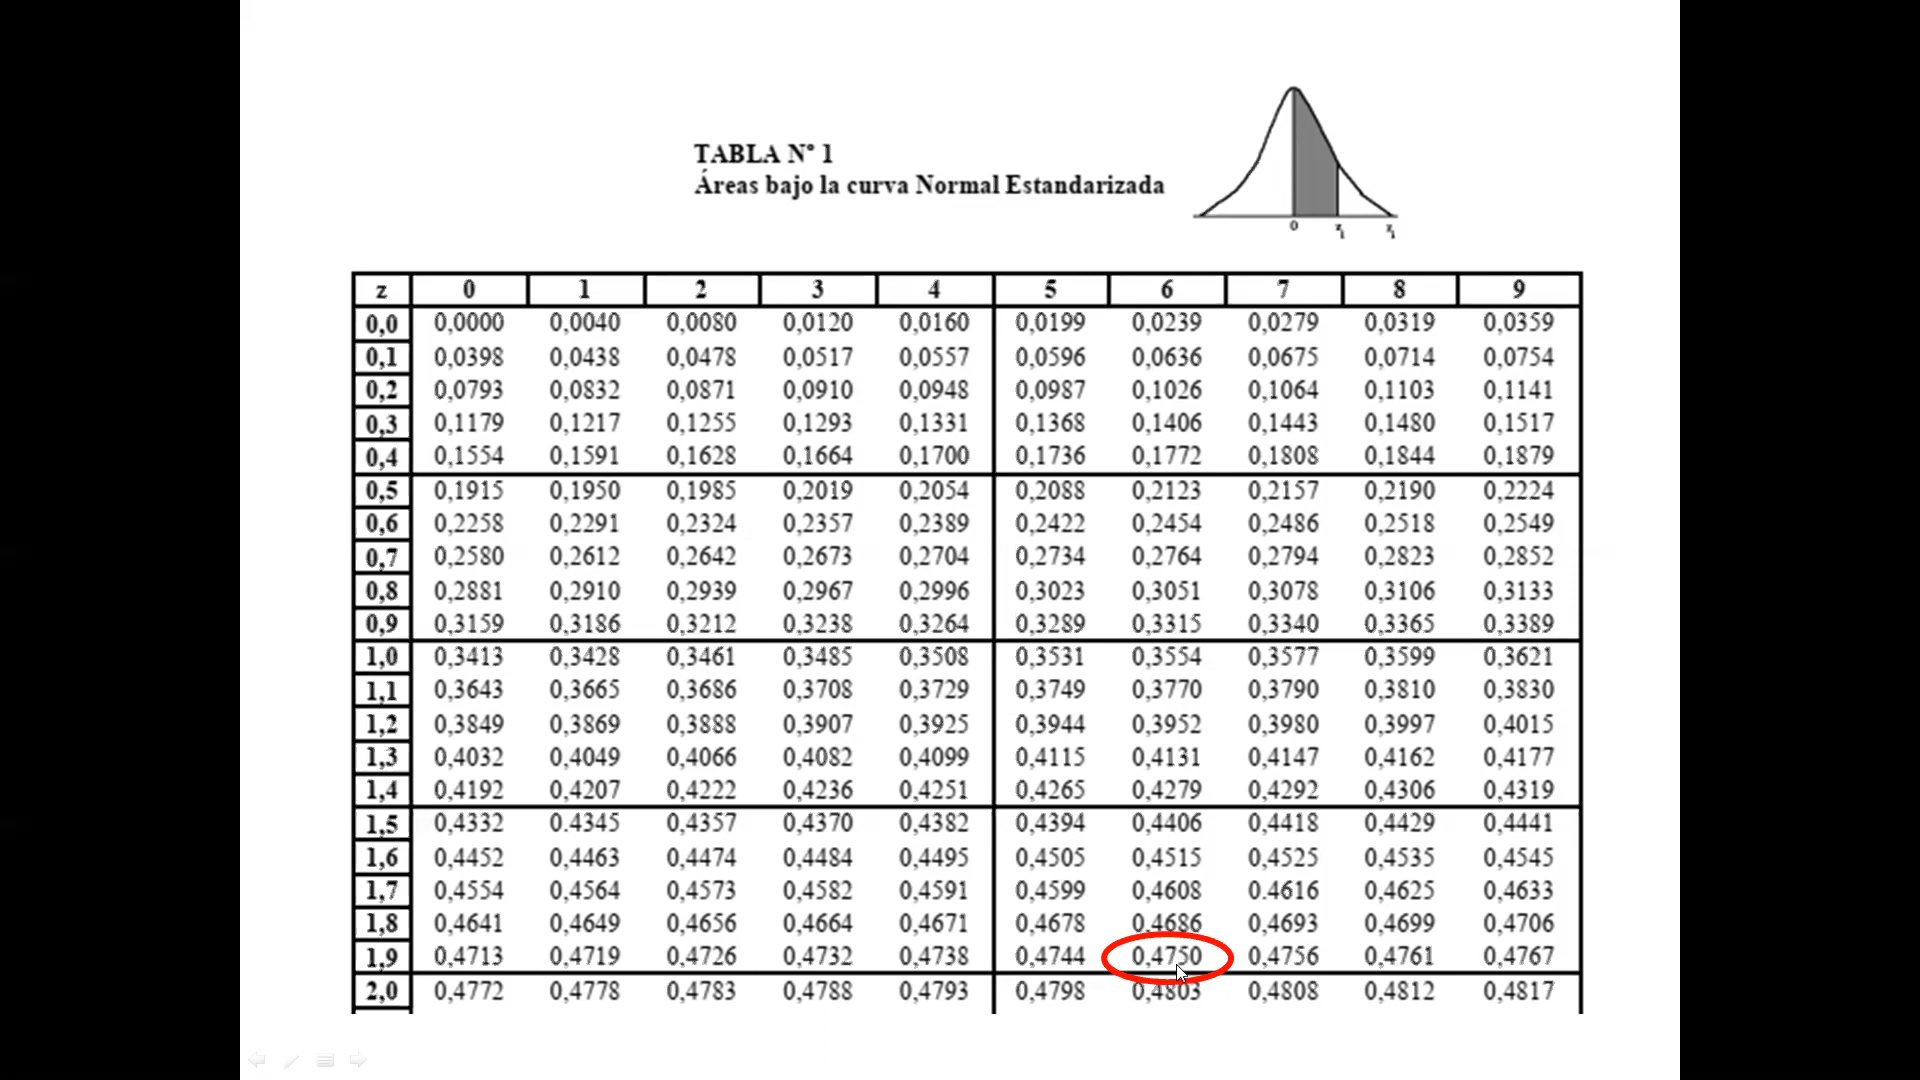 TABLA Nº 1
Áreas bajo la curva Normal Estandarizada
0 z1 z1
z 0 1 2 3 4 5 6 7 8 9
0,0 0,0000 0,0040 0,0080 0,0120 0,0160 0,0199 0,0239 0,0279 0,0319 0,0359
0,1 0,0398 0,0438 0,0478 0,0517 0,0557 0,0596 0,0636 0,0675 0,0714 0,0754
0,2 0,0793 0,0832 0,0871 0,0910 0,0948 0,0987 0,1026 0,1064 0,1103 0,1141
0,3 0,1179 0,1217 0,1255 0,1293 0,1331 0,1368 0,1406 0,1443 0,1480 0,1517
0,4 0,1554 0,1591 0,1628 0,1664 0,1700 0,1736 0,1772 0,1808 0,1844 0,1879
0,5 0,1915 0,1950 0,1985 0,2019 0,2054 0,2088 0,2123 0,2157 0,2190 0,2224
0,6 0,2258 0,2291 0,2324 0,2357 0,2389 0,2422 0,2454 0,2486 0,2518 0,2549
0,7 0,2580 0,2612 0,2642 0,2673 0,2704 0,2734 0,2764 0,2794 0,2823 0,2852
0,8 0,2881 0,2910 0,2939 0,2967 0,2996 0,3023 0,3051 0,3078 0,3106 0,3133
0,9 0,3159 0,3186 0,3212 0,3238 0,3264 0,3289 0,3315 0,3340 0,3365 0,3389
1,0 0,3413 0,3428 0,3461 0,3485 0,3508 0,3531 0,3554 0,3577 0,3599 0,3621
1,1 0,3643 0,3665 0,3686 0,3708 0,3729 0,3749 0,3770 0,3790 0,3810 0,3830
1,2 0,3849 0,3869 0,3888 0,3907 0,3925 0,3944 0,3952 0,3980 0,3997 0,4015
1,3 0,4032 0,4049 0,4066 0,4082 0,4099 0,4115 0,4131 0,4147 0,4162 0,4177
1,4 0,4192 0,4207 0,4222 0,4236 0,4251 0,4265 0,4279 0,4292 0,4306 0,4319
1,5 0,4332 0.4345 0,4357 0,4370 0,4382 0,4394 0,4406 0,4418 0,4429 0,4441
1,6 0,4452 0,4463 0,4474 0,4484 0,4495 0,4505 0,4515 0,4525 0,4535 0,4545
1,7 0,4554 0,4564 0,4573 0,4582 0,4591 0,4599 0,4608 0.4616 0,4625 0,4633
1,8 0,4641 0,4649 0,4656 0,4664 0,4671 0,4678 0,4686 0,4693 0,4699 0,4706
1,9 0,4713 0,4719 0,4726 0,4732 0,4738 0,4744 0,4750 0,4756 0,4761 0,4767
2,0 0,4772 0,4778 0,4783 0,4788 0,4793 0,4798 0,4803 0,4808 0,4812 0,4817